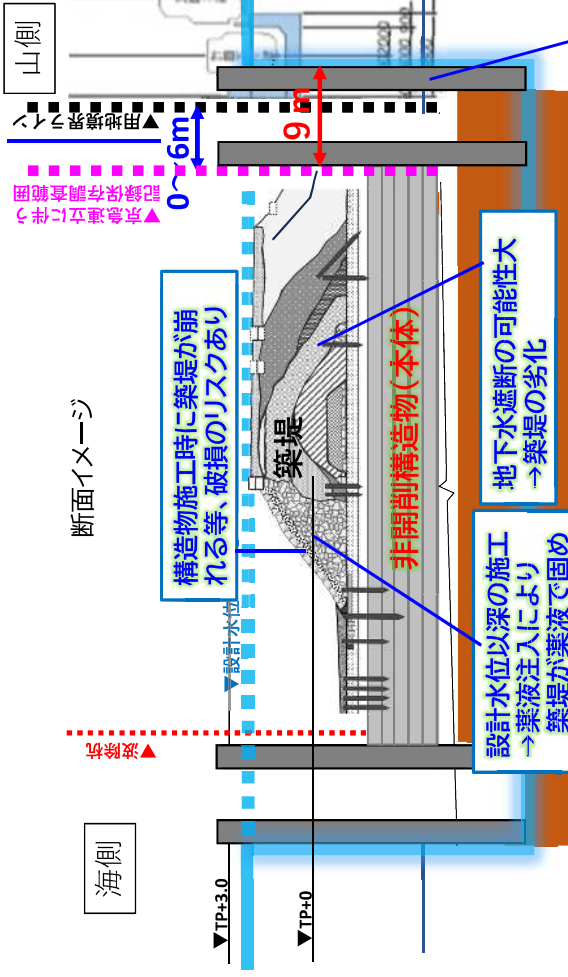 断面イメージ
海側
山側
▼用地境界ライン
0～6m
9 m
▼京急連立に伴う
記録保存調査範囲
▼波除杭
▼設計水位
▼TP+3.0
▼TP+0
構造物施工時に築堤が崩
れる等、破損のリスクあり
築堤
非開削構造物(本体)
地下水遮断の可能性大
→築堤の劣化
設計水位以深の施工
→薬液注入により
築堤が薬液で固め